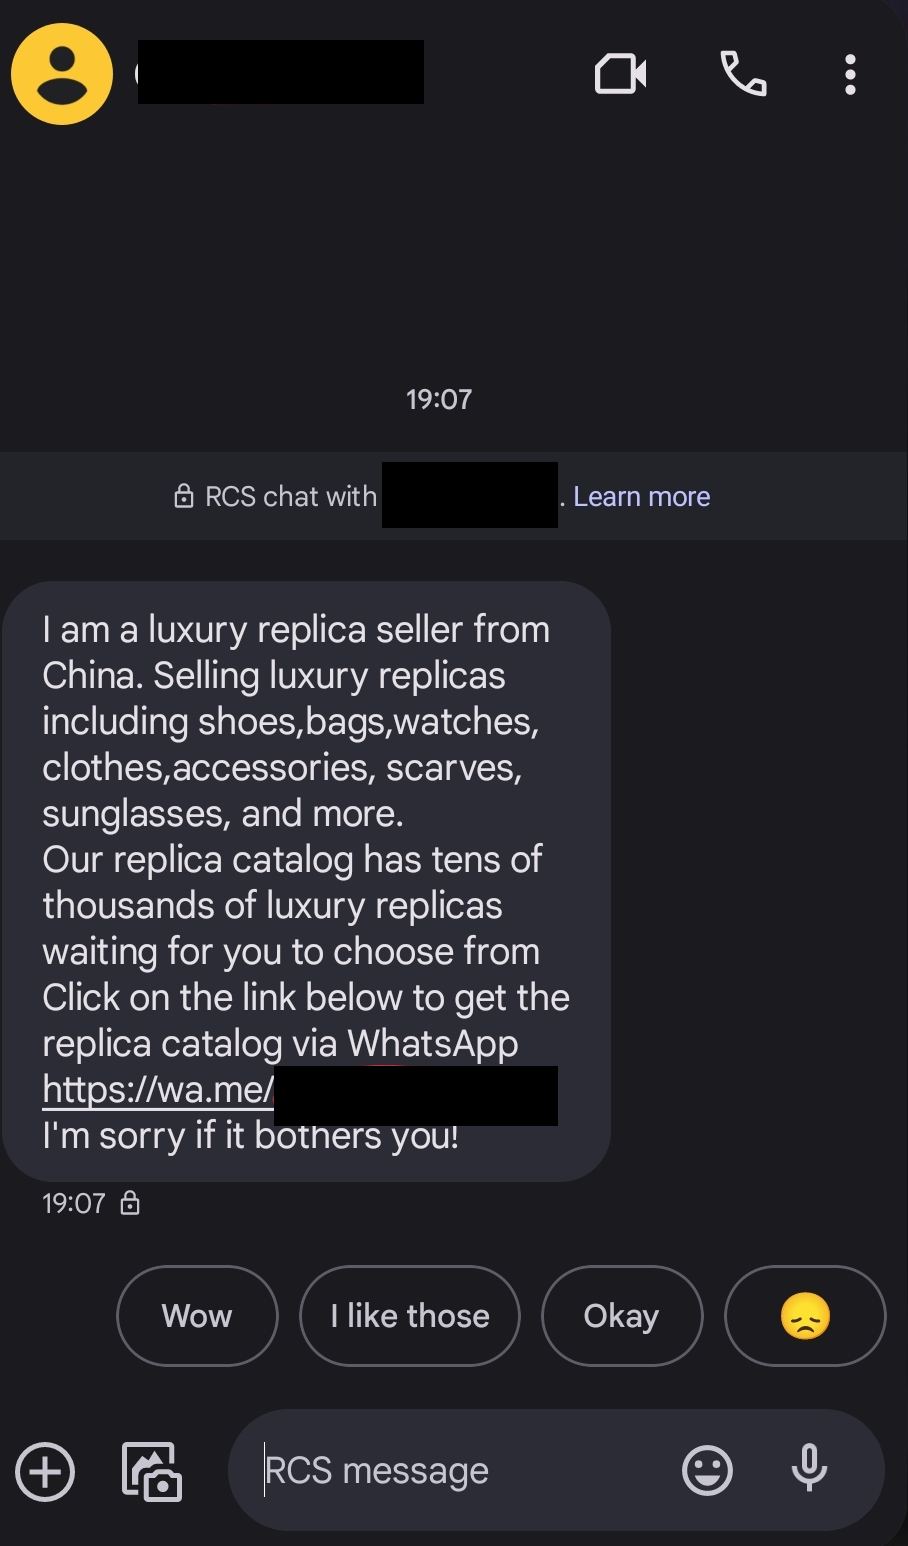 19:07
RCS chat with . Learn more
I am a luxury replica seller from
China. Selling luxury replicas
including shoes,bags,watches,
clothes,accessories, scarves,
sunglasses, and more.
Our replica catalog has tens of
thousands of luxury replicas
waiting for you to choose from
Click on the link below to get the
replica catalog via WhatsApp
https://wa.me/
I'm sorry if it bothers you!
19:07
Wow
I like those
Okay
RCS message